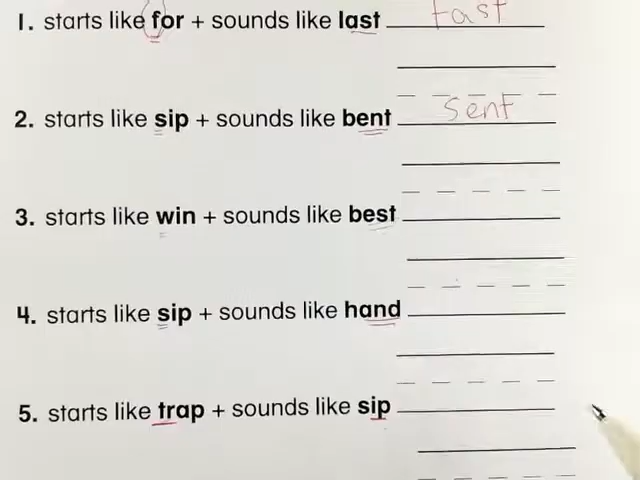 1. starts like for + sounds like last fast
2. starts like sip + sounds like bent sent
3. starts like win + sounds like best
4. starts like sip + sounds like hand
5. starts like trap + sounds like sip